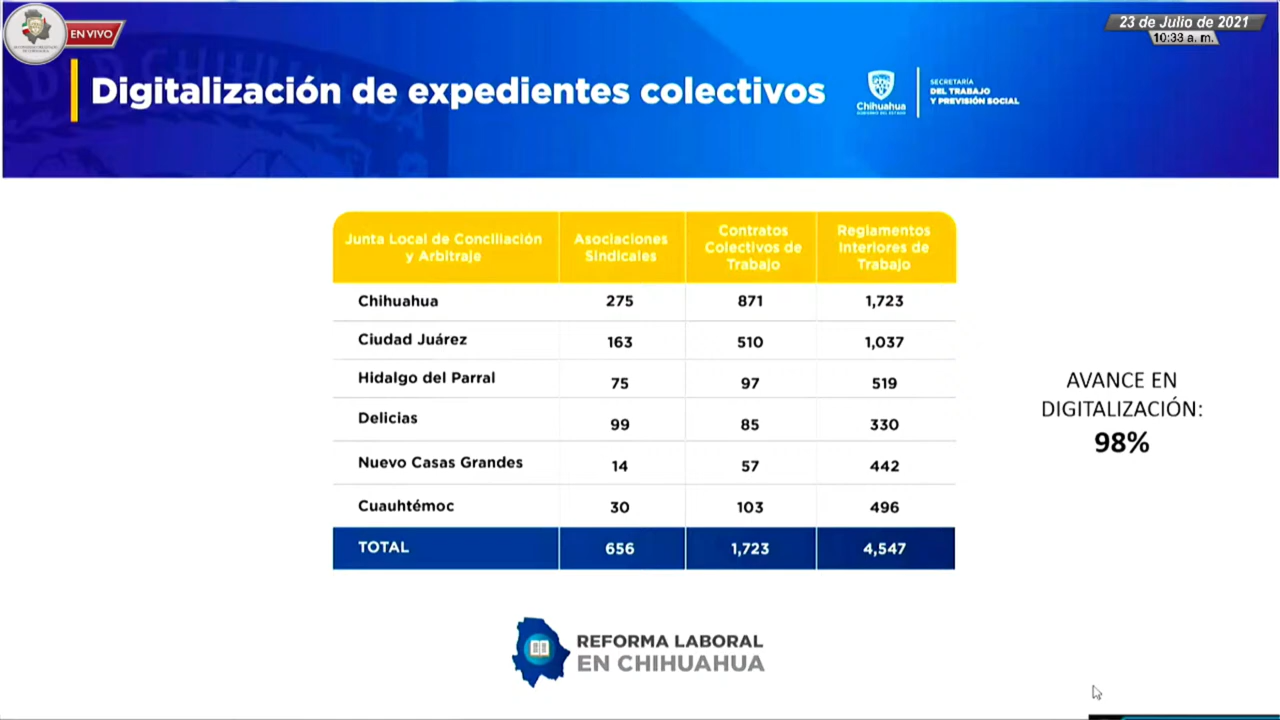 EN VIVO
23 de Julio de 2021
10:33 a. m.
Digitalización de expedientes colectivos
Chihuahua
GOBIERNO DEL ESTADO
SECRETARÍA
DEL TRABAJO
Y PREVISIÓN SOCIAL
Junta Local de Conciliación
y Arbitraje
Asociaciones
Sindicales
Contratos
Colectivos de
Trabajo
Reglamentos
Interiores de
Trabajo
Chihuahua 275 871 1,723
Ciudad Juárez 163 510 1,037
Hidalgo del Parral 75 97 519
Delicias 99 85 330
Nuevo Casas Grandes 14 57 442
Cuauhtémoc 30 103 496
TOTAL 656 1,723 4,547
AVANCE EN
DIGITALIZACIÓN:
98%
REFORMA LABORAL
EN CHIHUAHUA